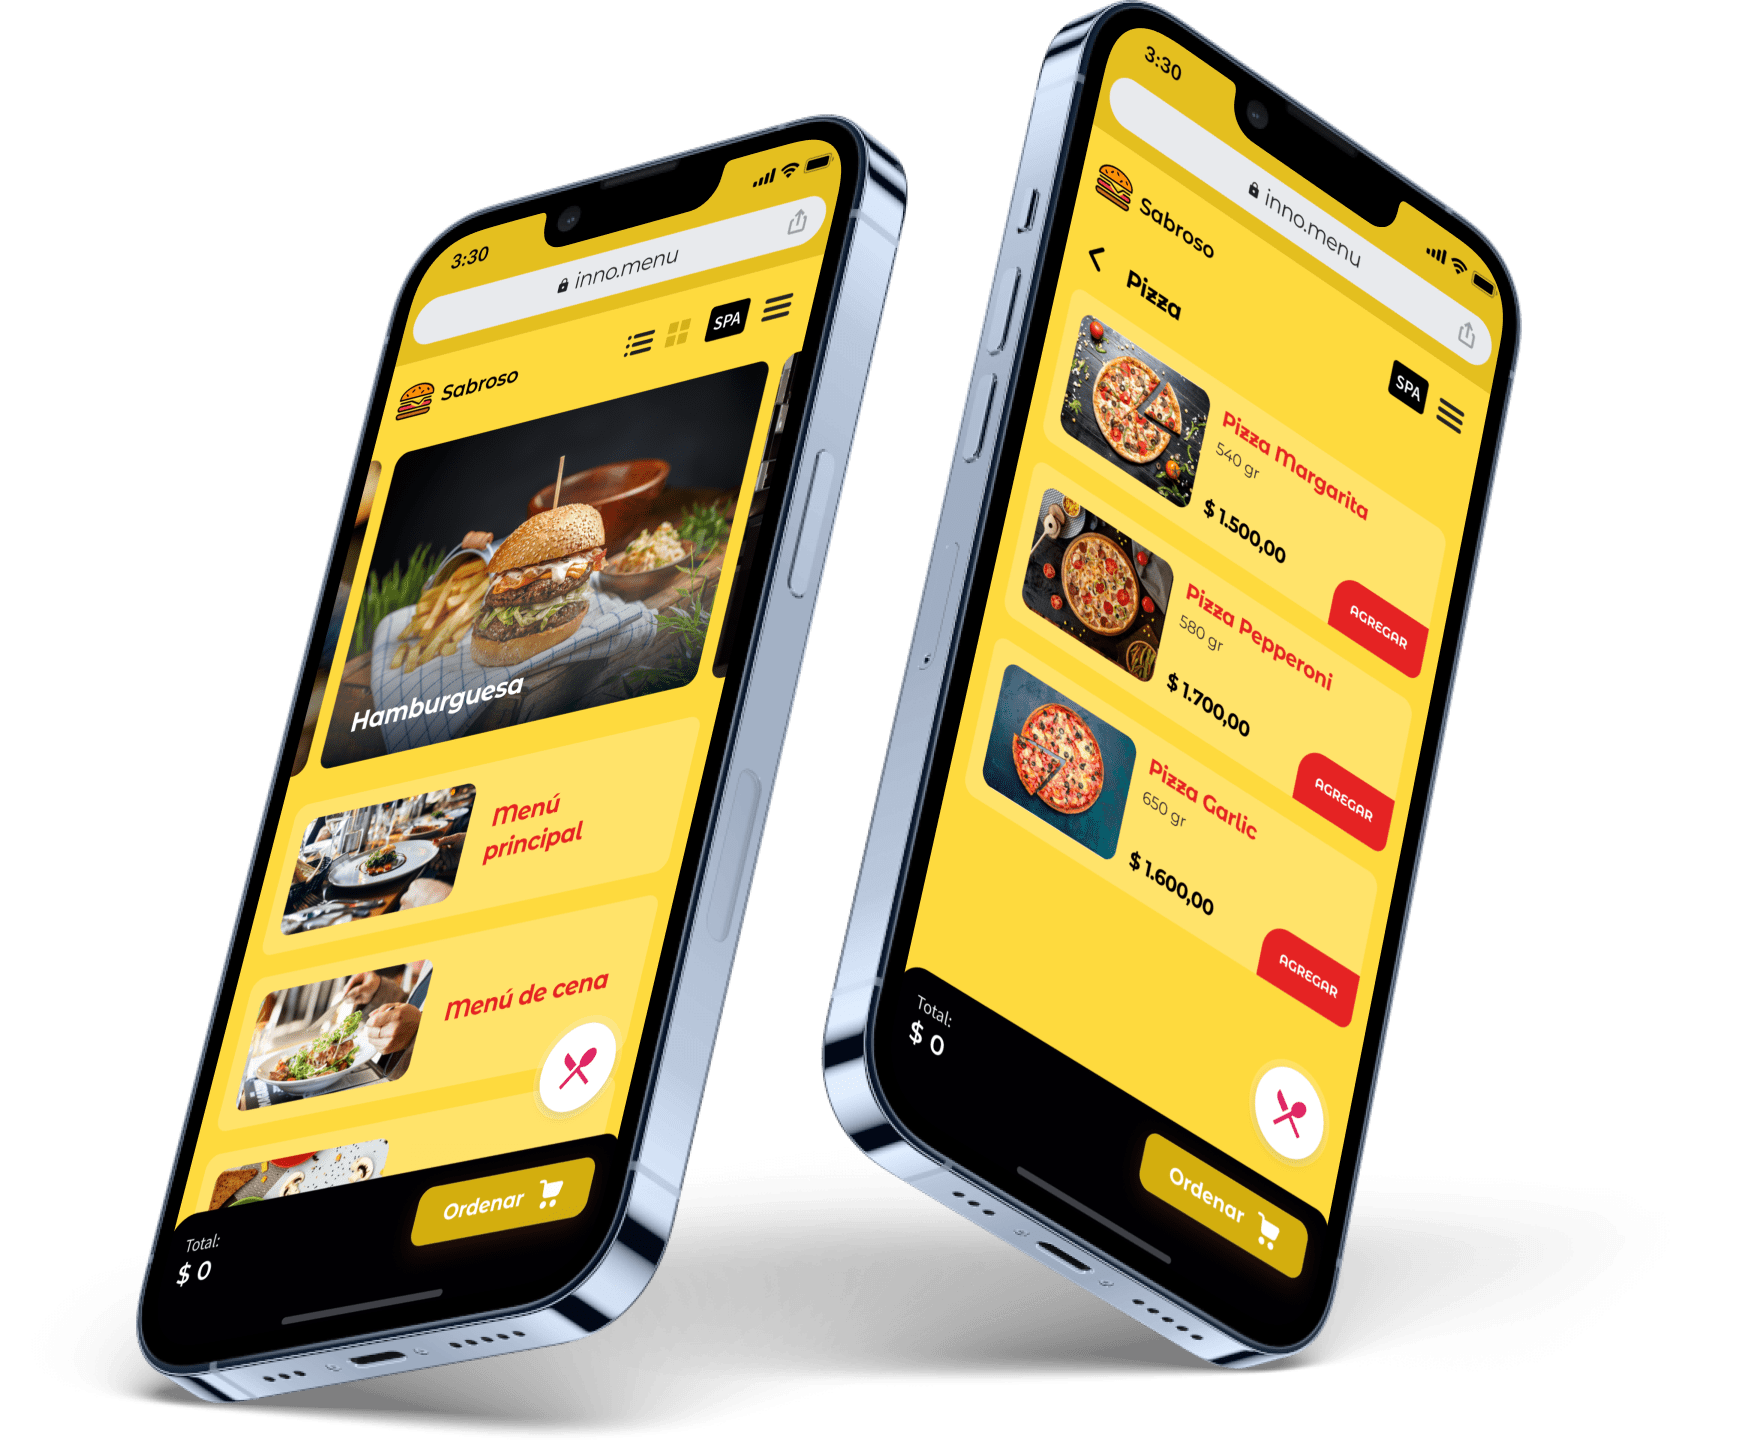 3:30
inno.menu
SPA
Sabroso
Hamburguesa
Menú
principal
Menú de cena
Total:
$ 0
Ordenar
3:30
inno.menu
Sabroso
SPA
Pizza
Pizza Margarita
540 gr
$ 1.500,00
AGREGAR
Pizza Pepperoni
580 gr
$ 1.700,00
AGREGAR
Pizza Garlic
650 gr
$ 1.600,00
AGREGAR
Total:
$ 0
Ordenar